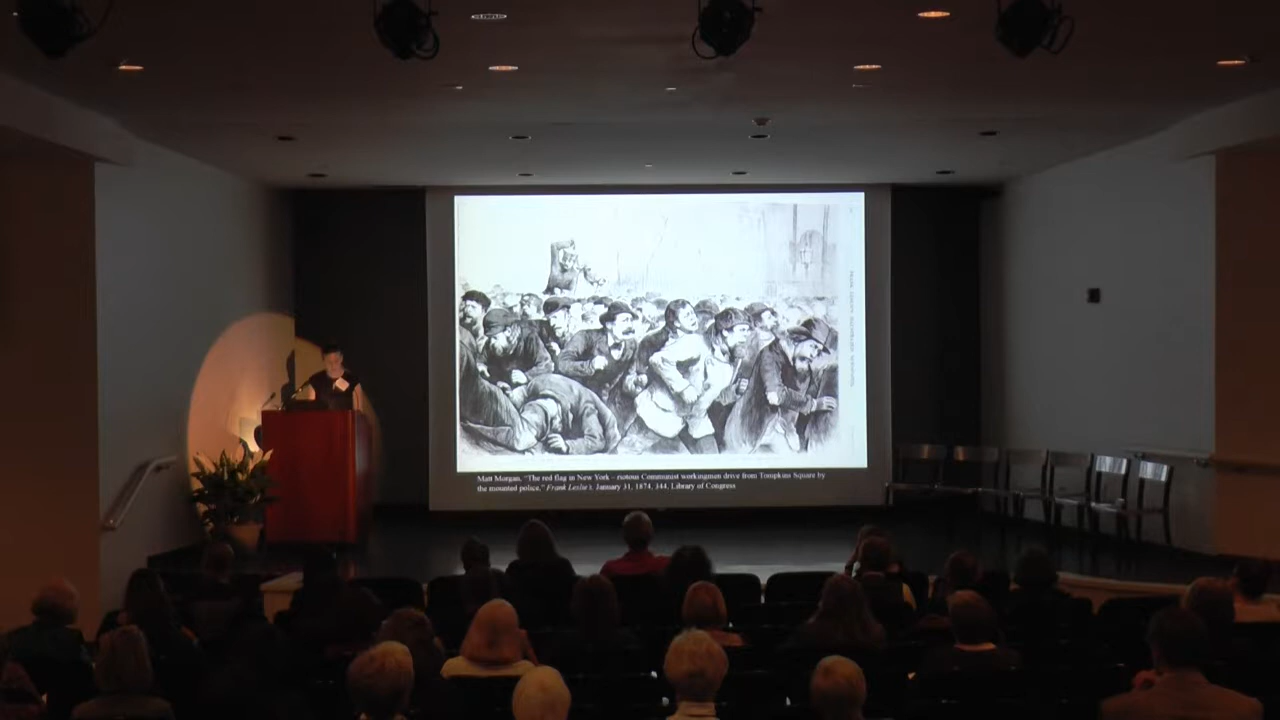 Matt Morgan, "The red flag in New York – riotous Communist workingmen drive from Tompkins Square by
the mounted police," Frank Leslie's, January 31, 1874, 344, Library of Congress